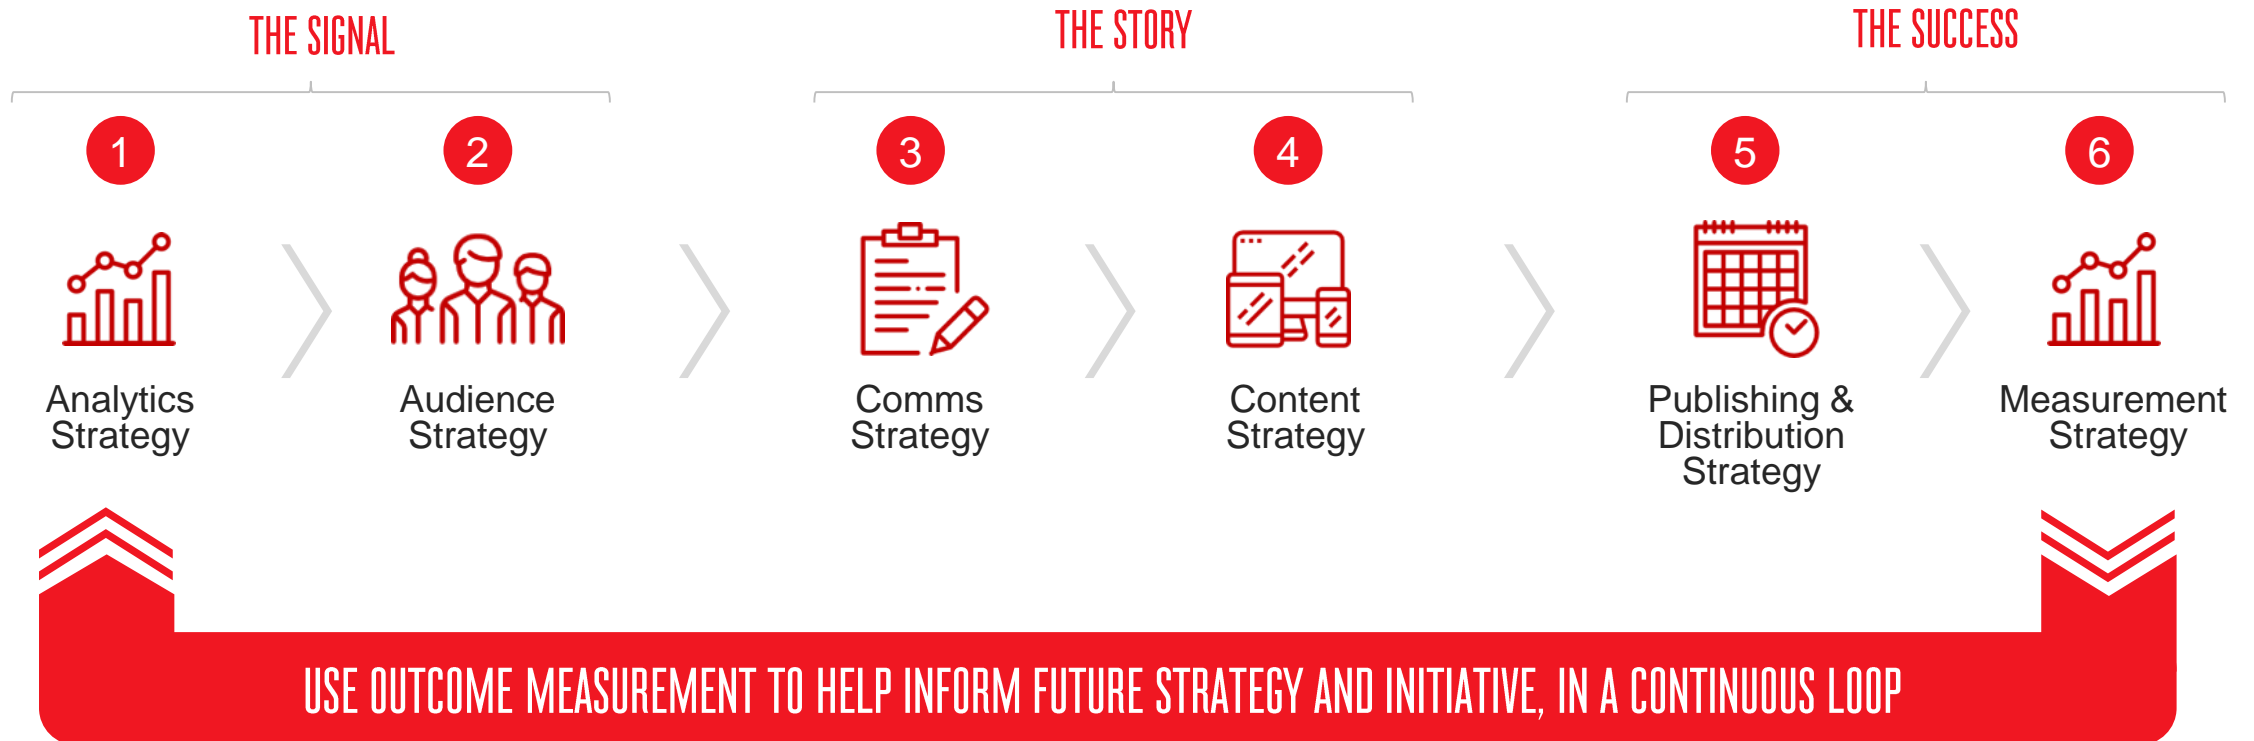 THE SIGNAL
THE STORY
THE SUCCESS
1
2
3
4
5
6
Analytics
Strategy
Audience
Strategy
Comms
Strategy
Content
Strategy
Publishing &
Distribution
Strategy
Measurement
Strategy
USE OUTCOME MEASUREMENT TO HELP INFORM FUTURE STRATEGY AND INITIATIVE, IN A CONTINUOUS LOOP